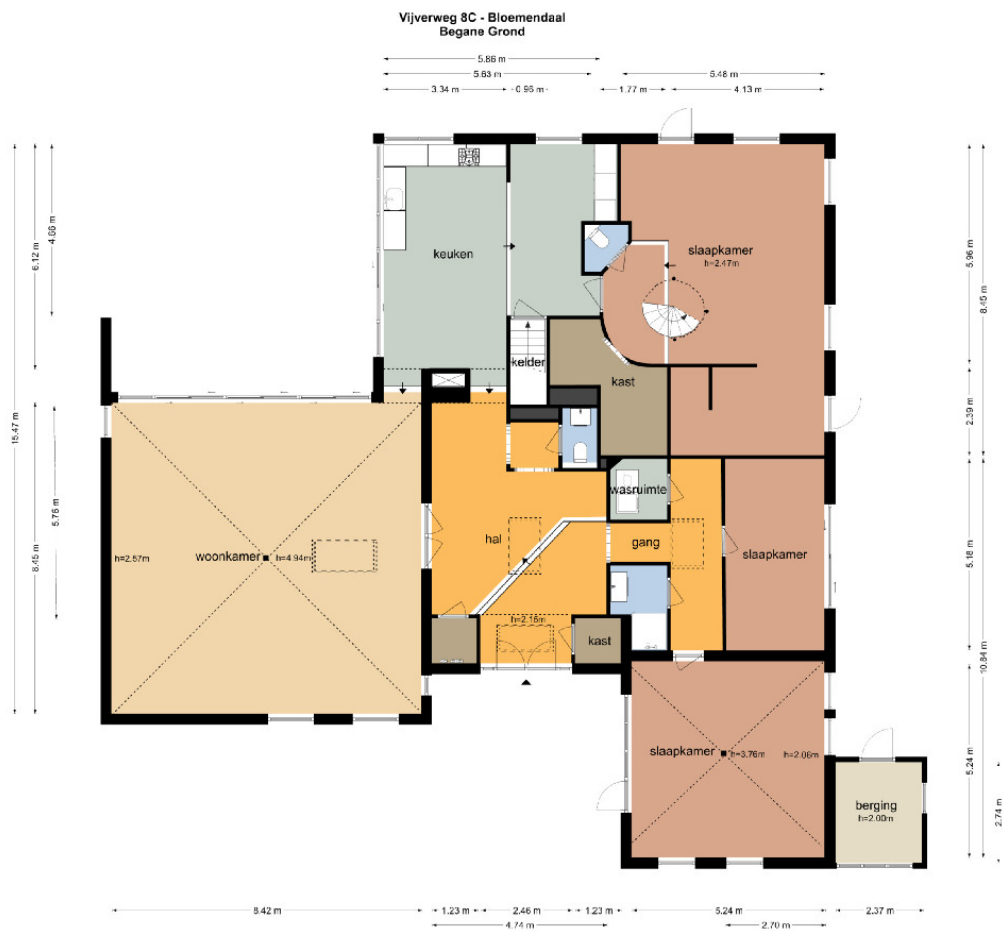 Vijverweg 8C - Bloemendaal
Begane Grond
5.86 m
5.63 m
5.48 m
3.34 m
0.96 m
1.77 m
4.13 m
15.47 m
6.12 m
4.66 m
5.96 m
8.45 m
keuken
slaapkamer
h=2.47m
kelder
kast
2.39 m
8.45 m
5.76 m
wasruimte
h=2.57m
woonkamer
h=4.94m
hal
gang
slaapkamer
5.18 m
10.84 m
h=2.16m
kast
slaapkamer
h=3.76m
h=2.06m
5.24 m
2.74 m
berging
h=2.00m
8.42 m
1.23 m
2.46 m
1.23 m
5.24 m
2.37 m
4.74 m
2.70 m